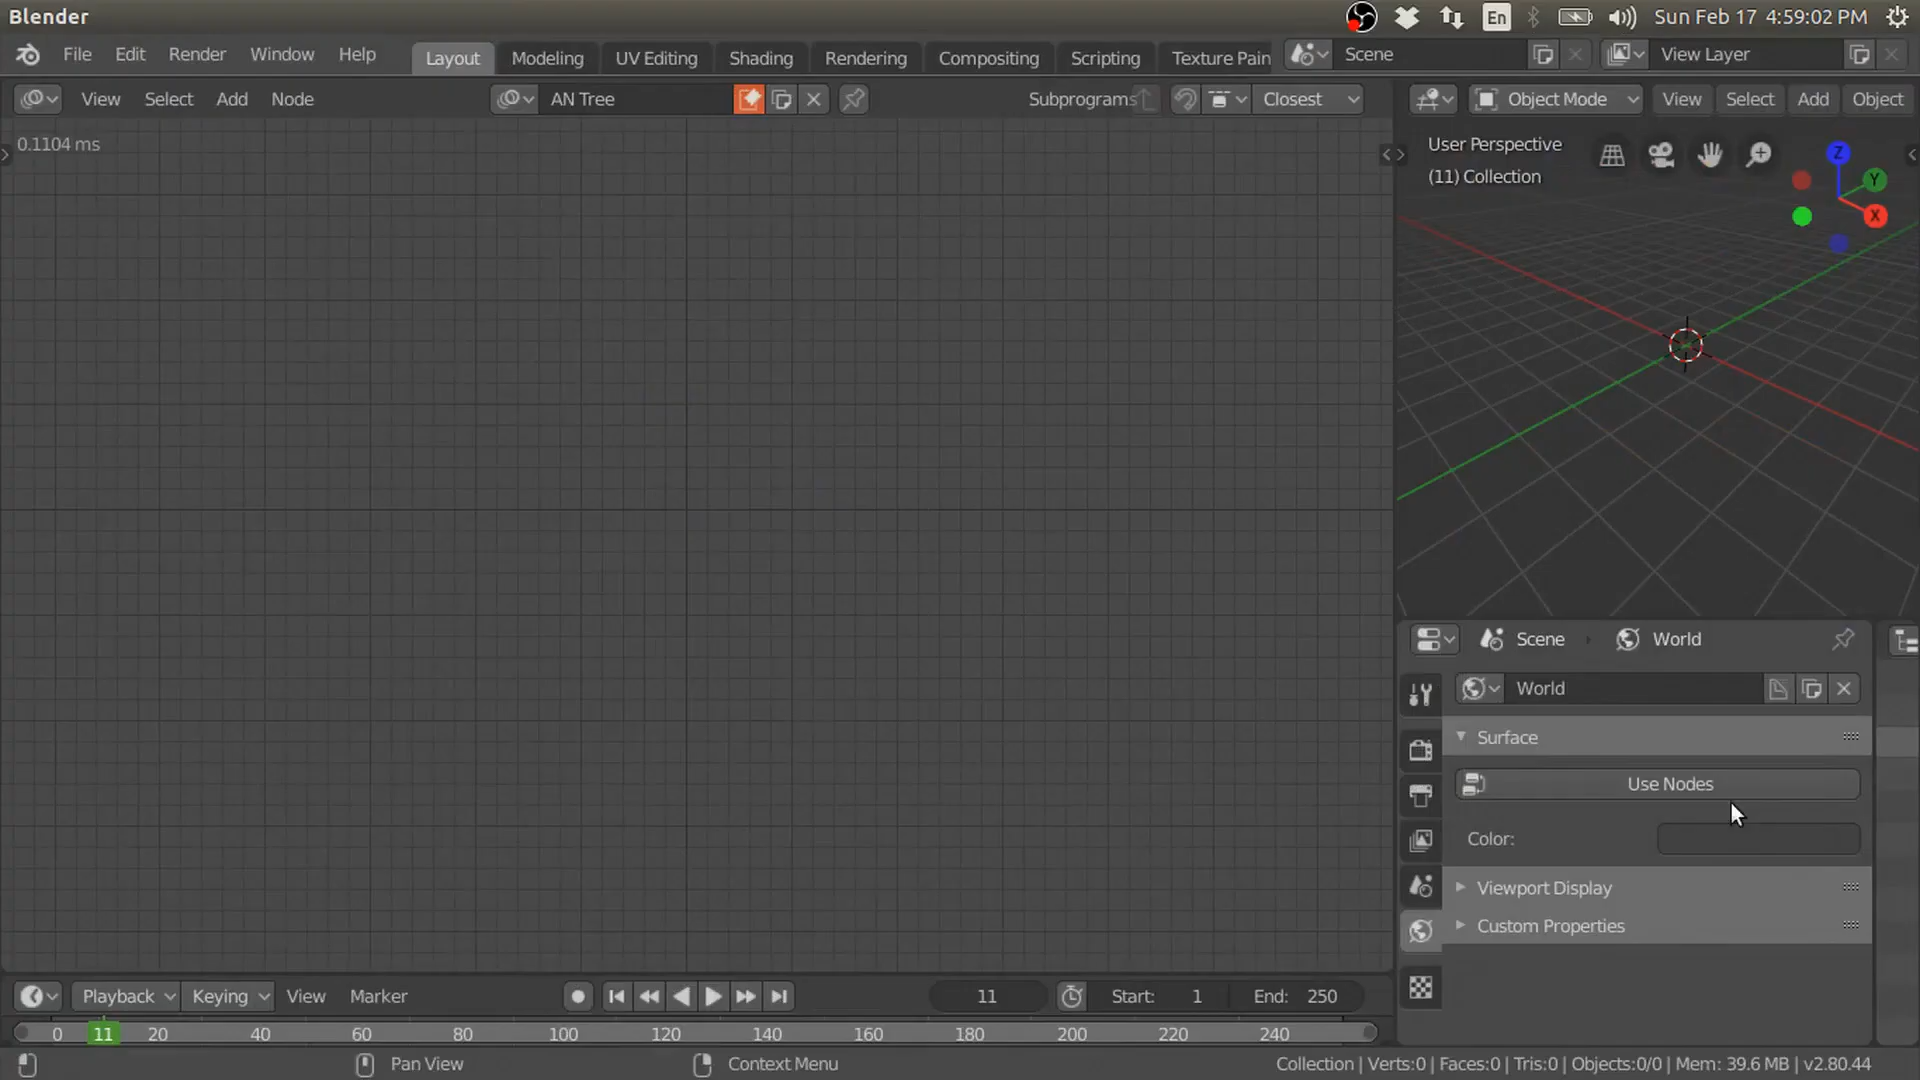 Blender
En
Sun Feb 17 4:59:02 PM
File Edit Render Window Help
Layout Modeling UV Editing Shading Rendering Compositing Scripting Texture Pain
Scene
View Layer
View Select Add Node
AN Tree
Subprograms
Closest
Object Mode
View Select Add Object
0.1104 ms
User Perspective
(11) Collection
Z
Y
X
Scene
World
World
Surface
Use Nodes
Color:
Viewport Display
Custom Properties
Playback Keying View Marker
11
Start: 1
End: 250
0 11 20 40 60 80 100 120 140 160 180 200 220 240
Pan View
Context Menu
Collection | Verts:0 | Faces:0 | Tris:0 | Objects:0/0 | Mem: 39.6 MB | v2.80.44